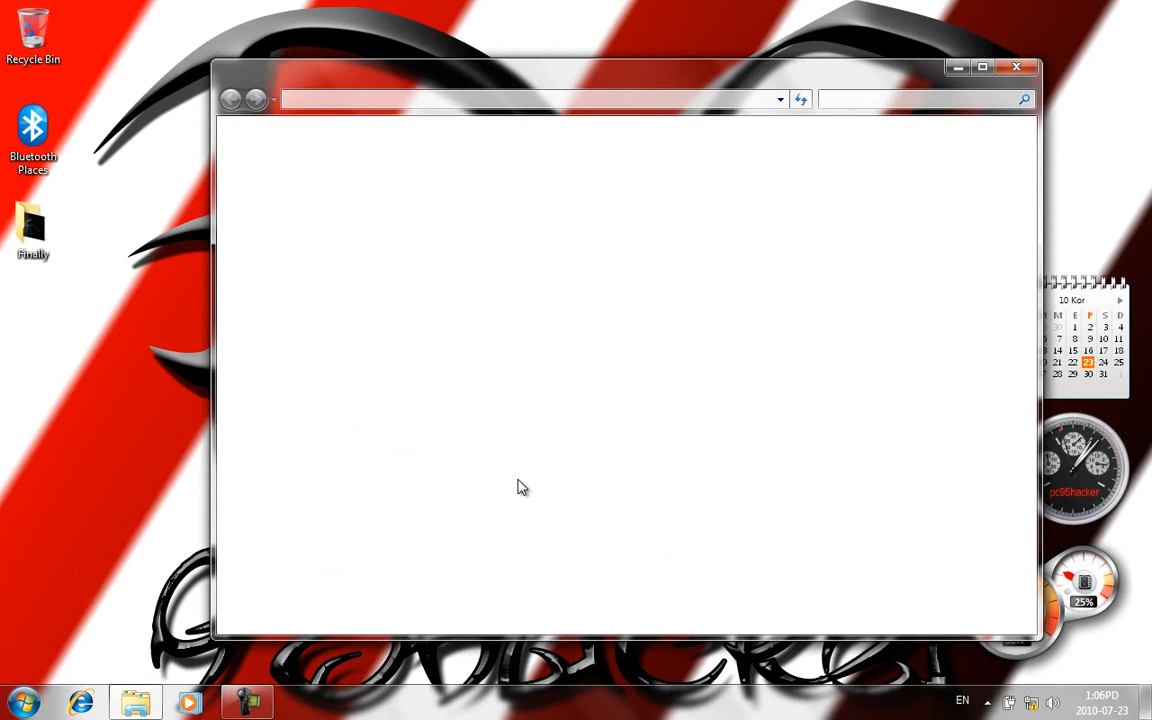 Recycle Bin
Bluetooth
Places
Finally
10 Kor
M E P C S D
30 1 2 3 4
7 8 9 10 11
14 15 16 17 18
21 22 23 24 25
28 29 30 31 1
pc95hacker
25%
EN
1:06PD
2010-07-23